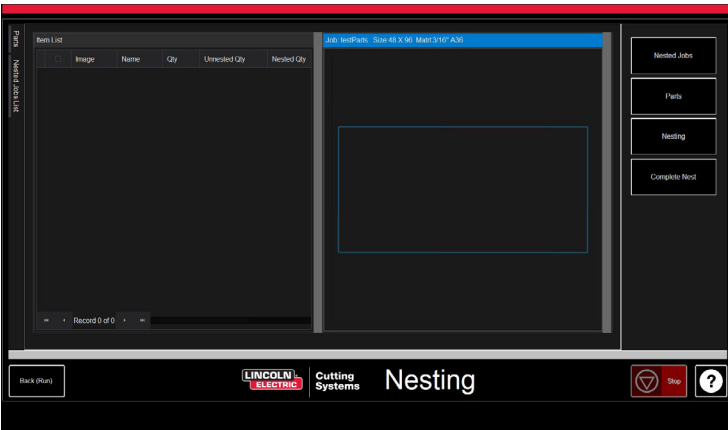 Parts
Nested Jobs List
Item List
Image Name Qty Unnested Qty Nested Qty
Record 0 of 0
Job: testParts Size:48 X 96 Matrl:3/16" A36
Nested Jobs
Parts
Nesting
Complete Nest
Back (Run)
LINCOLN
ELECTRIC
Cutting
Systems
Nesting
Stop
?